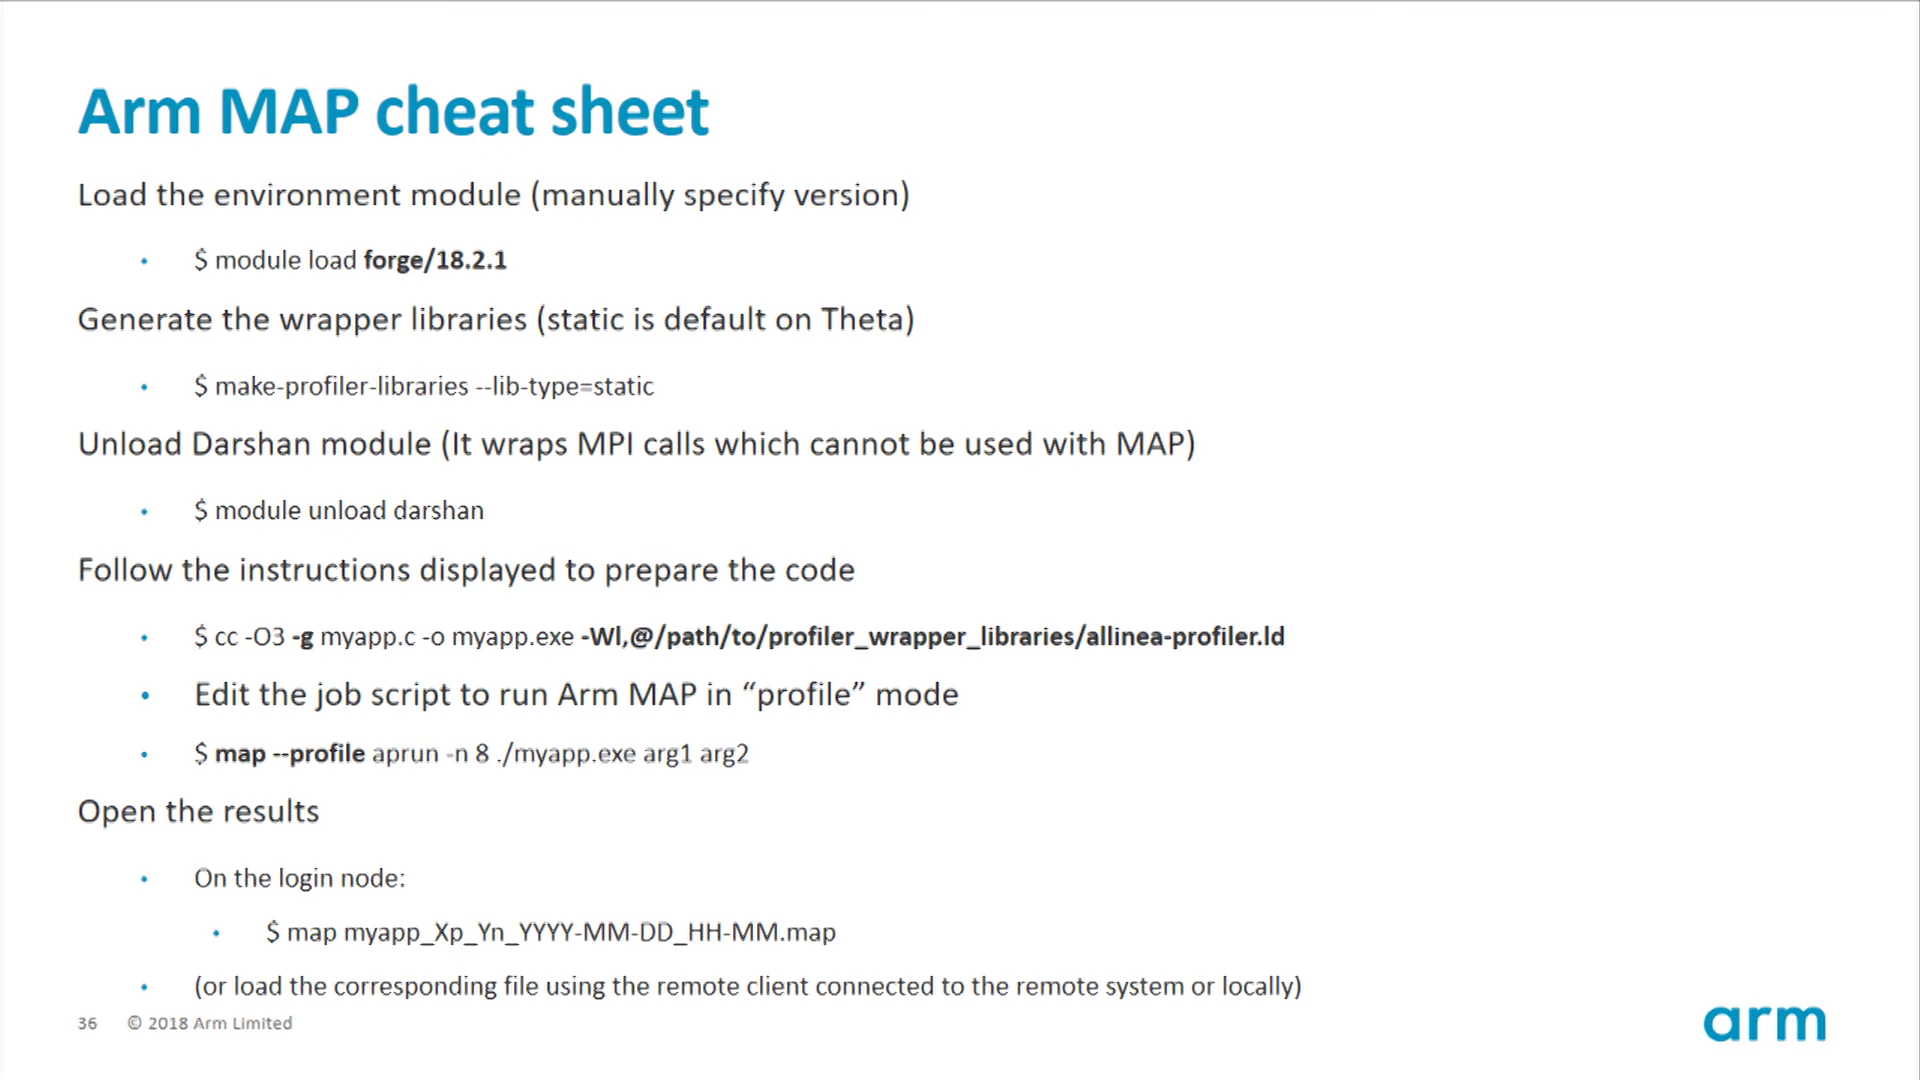 Arm MAP cheat sheet
Load the environment module (manually specify version)
• $ module load forge/18.2.1
Generate the wrapper libraries (static is default on Theta)
• $ make-profiler-libraries --lib-type=static
Unload Darshan module (It wraps MPI calls which cannot be used with MAP)
• $ module unload darshan
Follow the instructions displayed to prepare the code
• $ cc -O3 -g myapp.c -o myapp.exe -Wl,@/path/to/profiler_wrapper_libraries/allinea-profiler.ld
• Edit the job script to run Arm MAP in “profile” mode
• $ map --profile aprun -n 8 ./myapp.exe arg1 arg2
Open the results
• On the login node:
• $ map myapp_Xp_Yn_YYYY-MM-DD_HH-MM.map
• (or load the corresponding file using the remote client connected to the remote system or locally)
36 © 2018 Arm Limited
arm